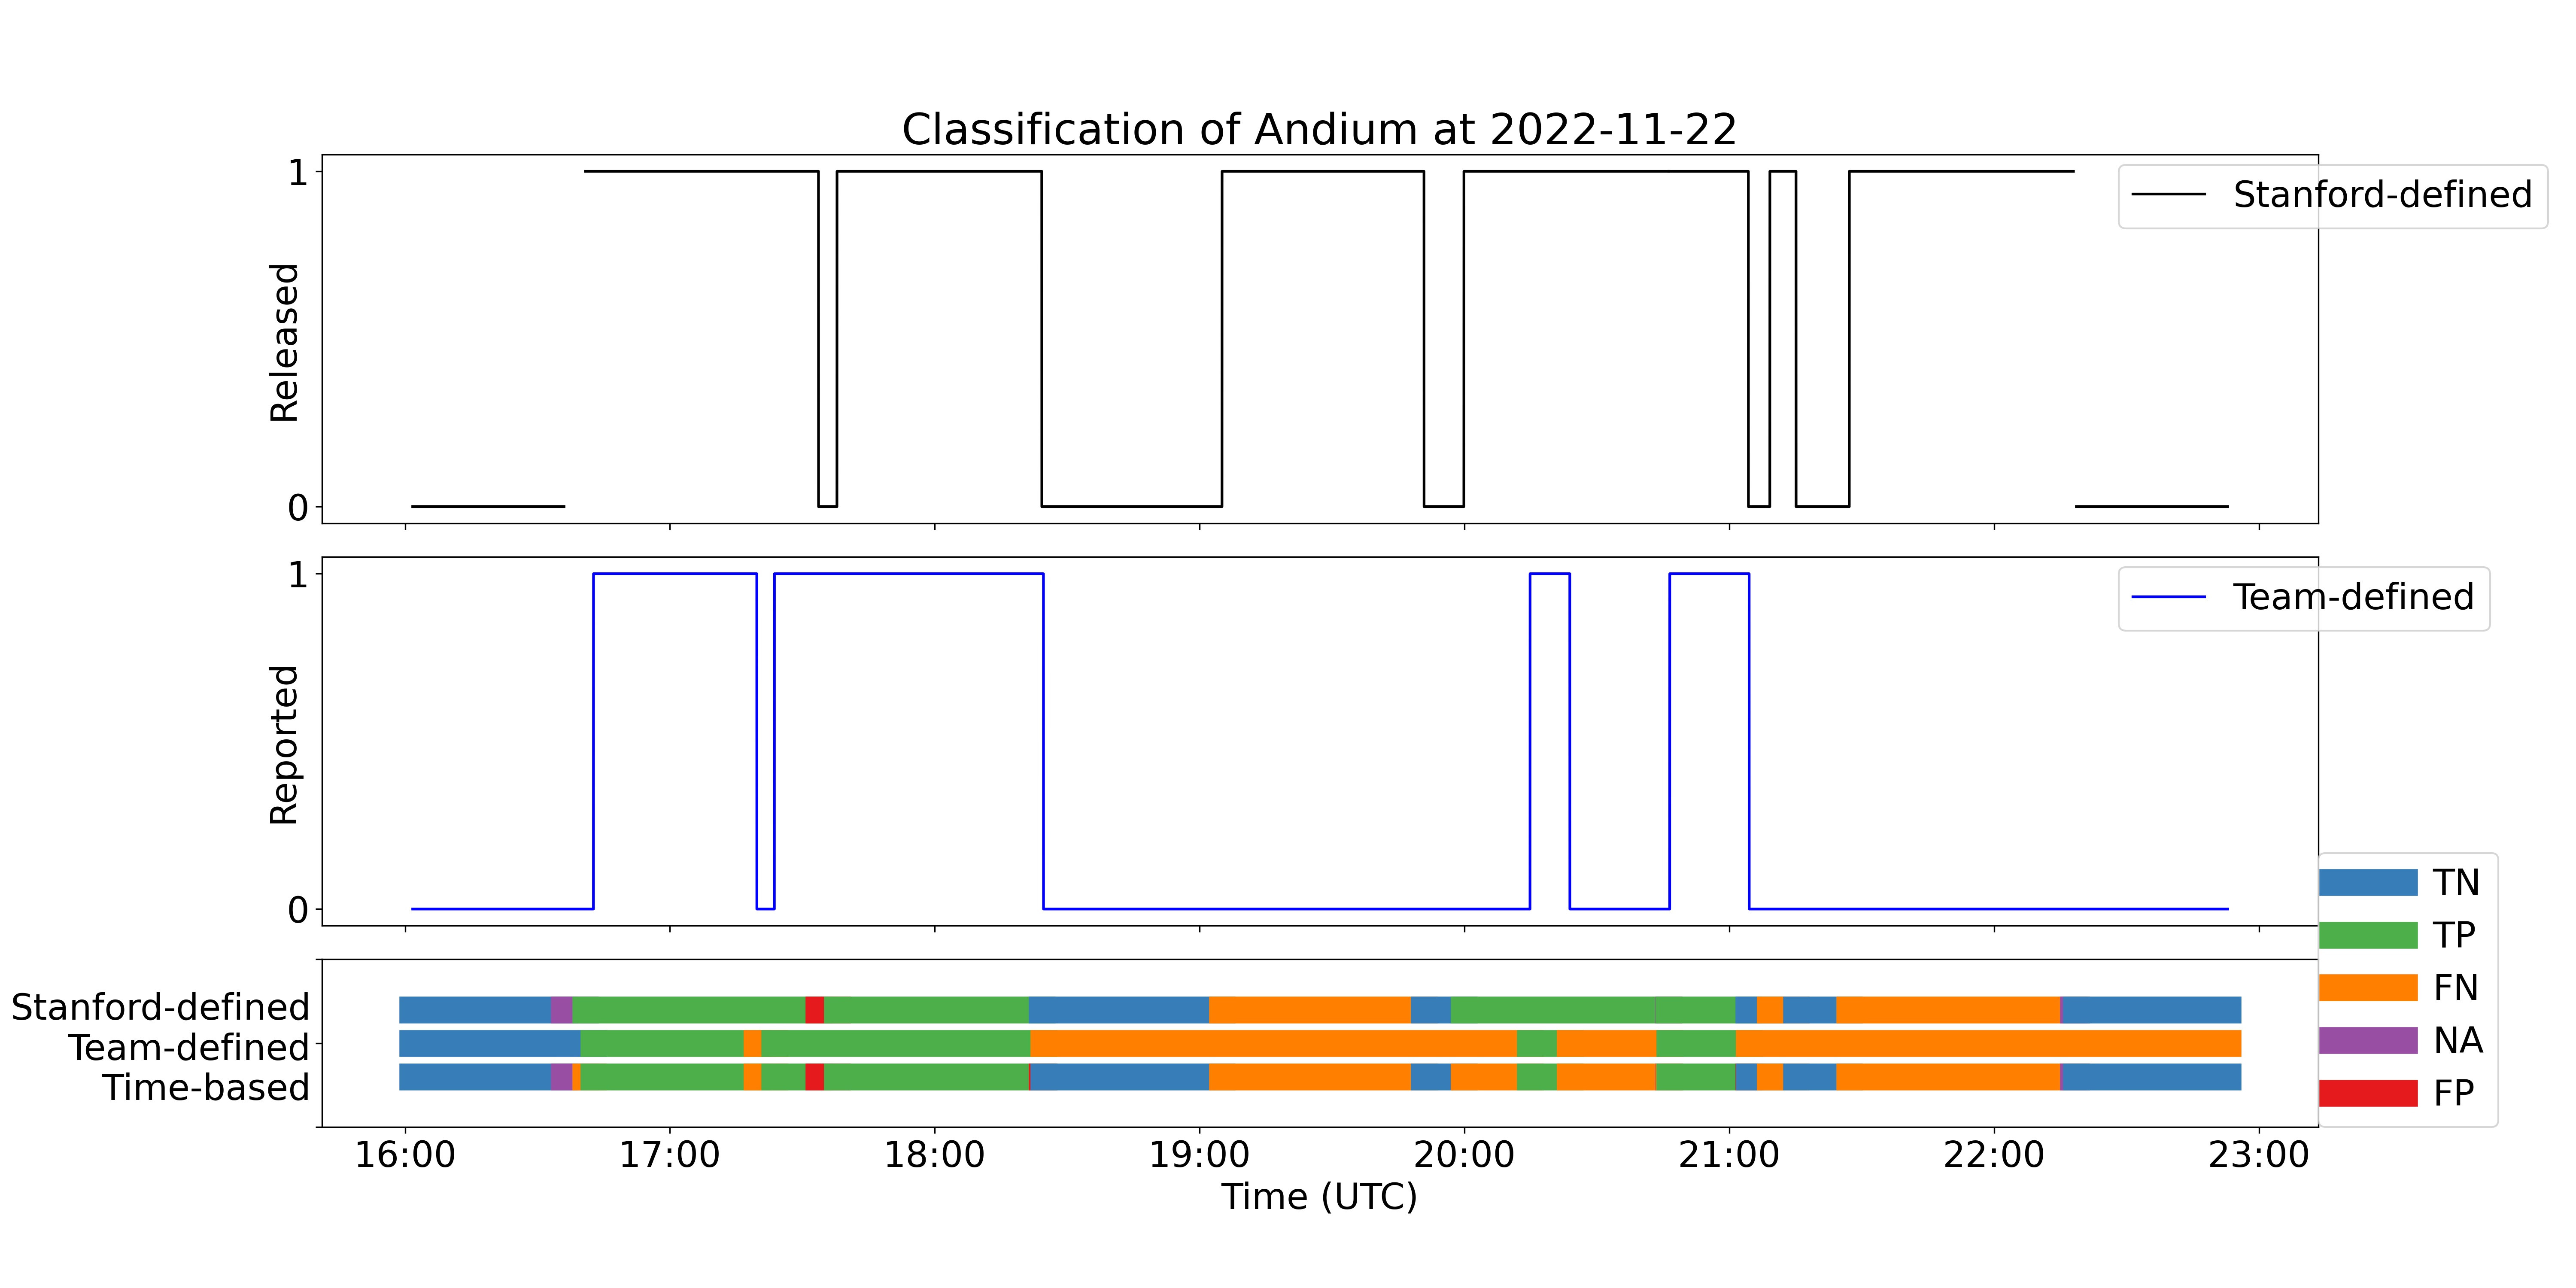 Classification of Andium at 2022-11-22
1
Released
0
Stanford-defined
1
Reported
0
Team-defined
TN
TP
FN
NA
FP
Stanford-defined
Team-defined
Time-based
16:00 17:00 18:00 19:00 20:00 21:00 22:00 23:00
Time (UTC)